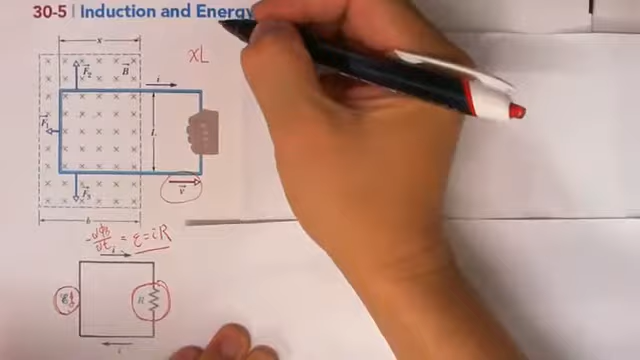 30-5 Induction and Energy
x
xL
F₂
B
i
F₁
L
v
F₃
b
-dΦB/dt = ε = iR
i
ε
R
i